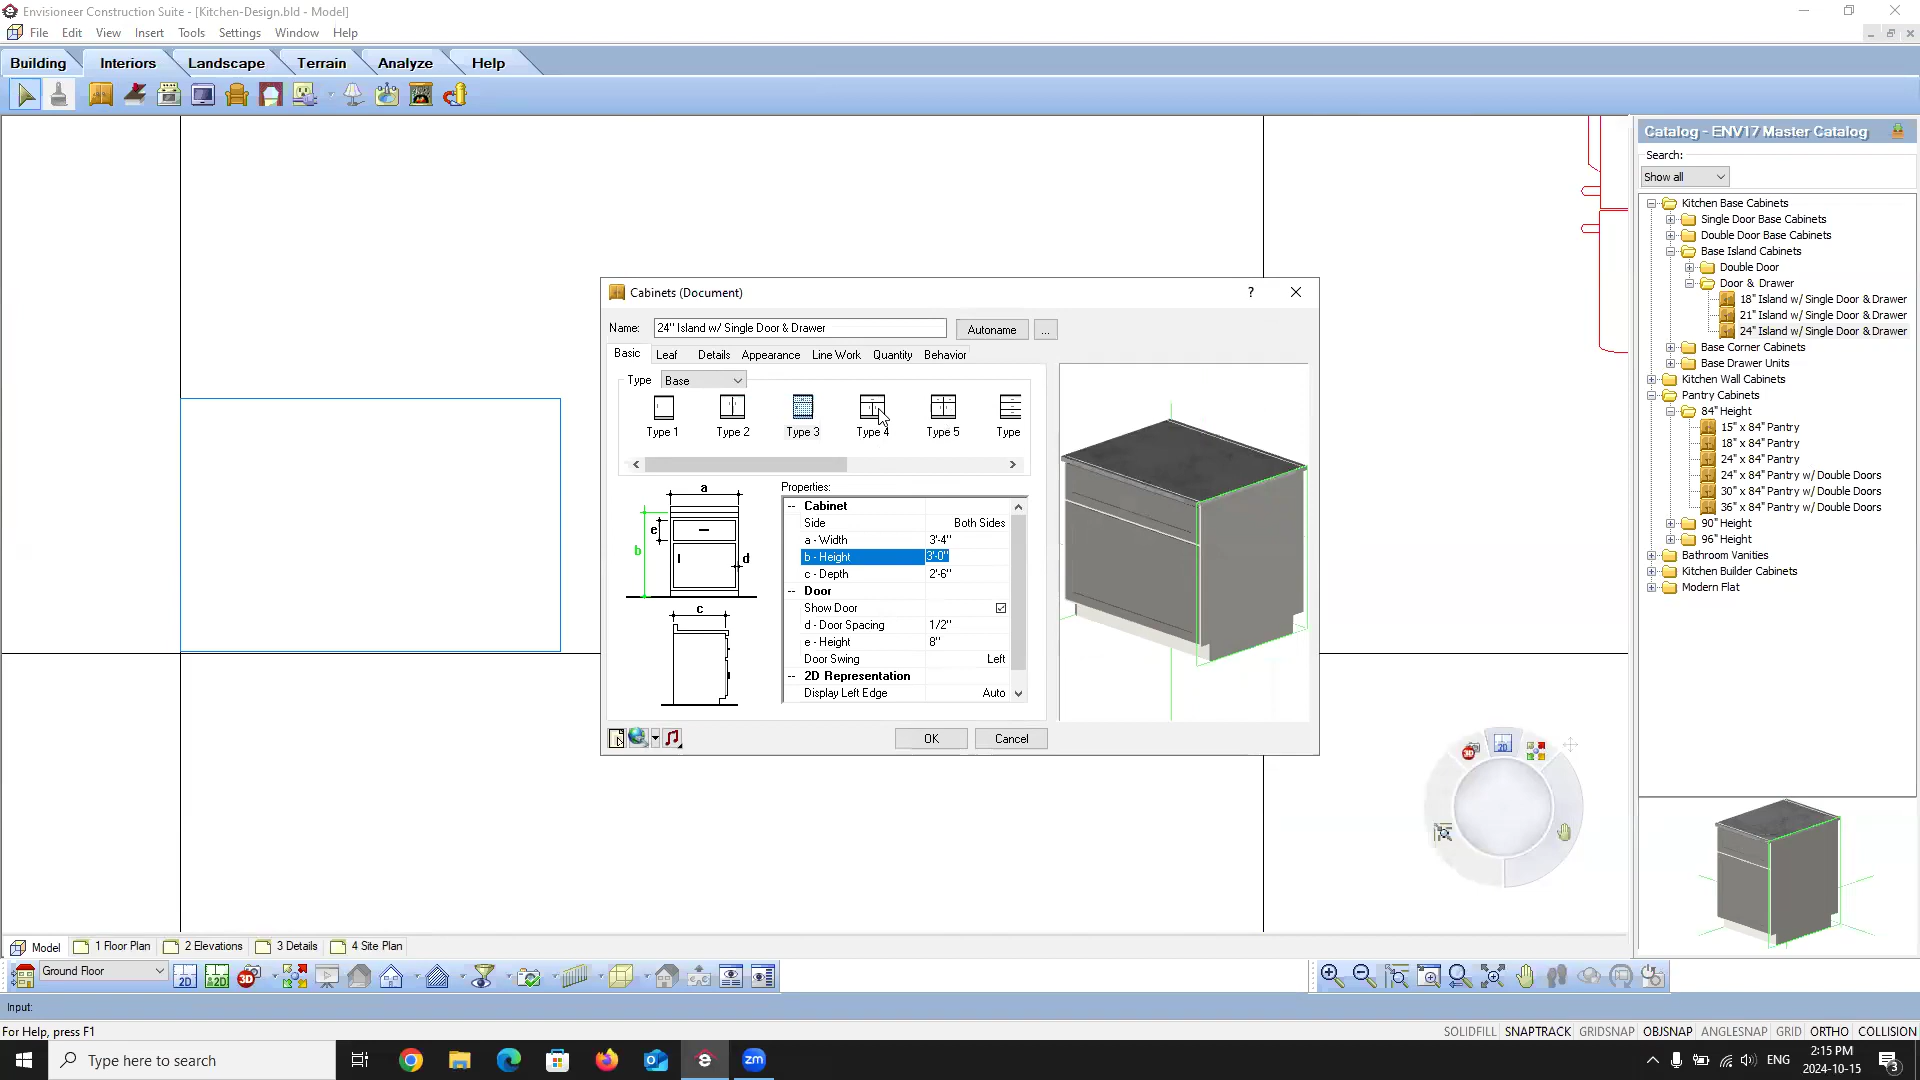 Envisioneer Construction Suite - [Kitchen-Design.bld - Model]
File Edit View Insert Tools Settings Window Help
Building Interiors Landscape Terrain Analyze Help
Catalog - ENV17 Master Catalog
Search:
Show all
Kitchen Base Cabinets
Single Door Base Cabinets
Double Door Base Cabinets
Base Island Cabinets
Double Door
Door & Drawer
18" Island w/ Single Door & Drawer
21" Island w/ Single Door & Drawer
24" Island w/ Single Door & Drawer
Base Corner Cabinets
Base Drawer Units
Kitchen Wall Cabinets
Pantry Cabinets
84" Height
15" x 84" Pantry
18" x 84" Pantry
24" x 84" Pantry
24" x 84" Pantry w/ Double Doors
30" x 84" Pantry w/ Double Doors
36" x 84" Pantry w/ Double Doors
90" Height
96" Height
Bathroom Vanities
Kitchen Builder Cabinets
Modern Flat
Cabinets (Document)
?
Name: 24" Island w/ Single Door & Drawer Autoname ...
Basic Leaf Details Appearance Line Work Quantity Behavior
Type Base
Type 1 Type 2 Type 3 Type 4 Type 5 Type
a
e
b
d
c
Properties:
Cabinet
Side Both Sides
a - Width 3'-4"
b - Height 3'-0"
c - Depth 2'-6"
Door
Show Door
d - Door Spacing 1/2"
e - Height 8"
Door Swing Left
2D Representation
Display Left Edge Auto
OK Cancel
2D
3D
Model 1 Floor Plan 2 Elevations 3 Details 4 Site Plan
Ground Floor 2D 2D 3D
Input:
For Help, press F1
SOLIDFILL SNAPTRACK GRIDSNAP OBJSNAP ANGLESNAP GRID ORTHO COLLISION
Type here to search
zm
ENG
2:15 PM
2024-10-15
3